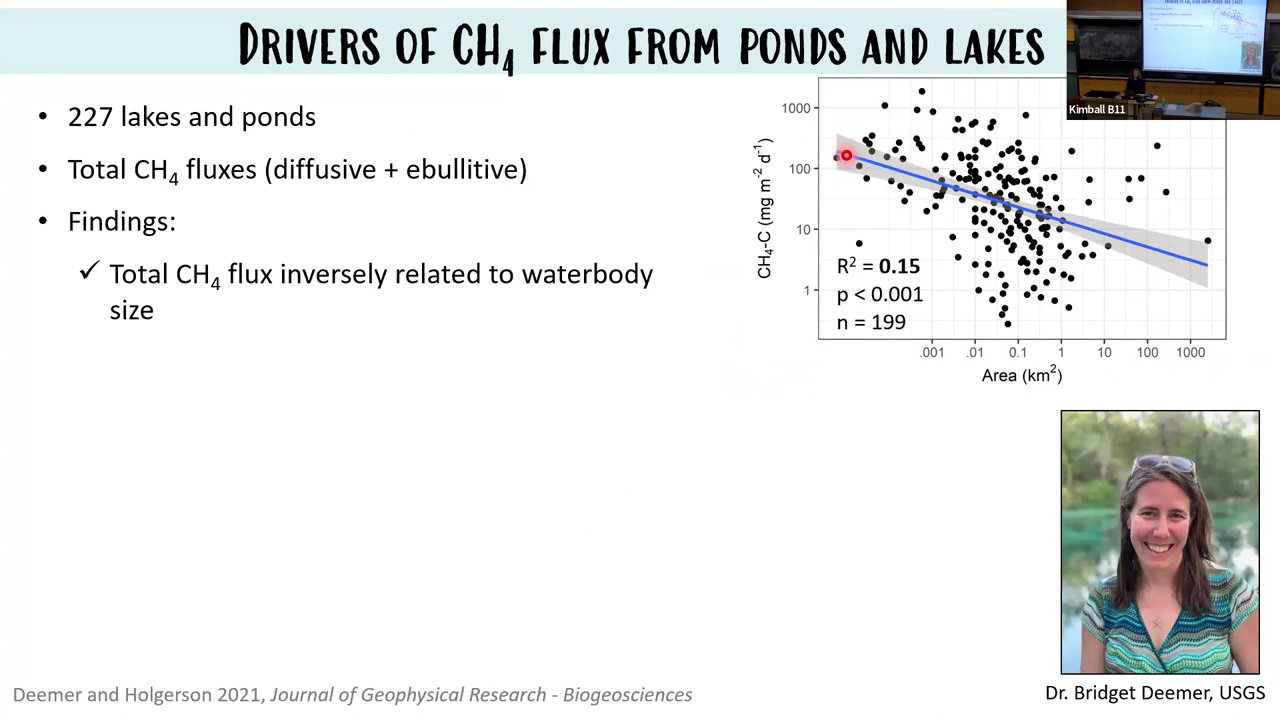 DRIVERS OF CH4 FLUX FROM PONDS AND LAKES
• 227 lakes and ponds
• Total CH4 fluxes (diffusive + ebullitive)
• Findings:
✓ Total CH4 flux inversely related to waterbody
size
Kimball B11
CH4-C (mg m-2 d-1)
1000
100
10
1
R2 = 0.15
p < 0.001
n = 199
.001 .01 0.1 1 10 100 1000
Area (km2)
Deemer and Holgerson 2021, Journal of Geophysical Research - Biogeosciences
Dr. Bridget Deemer, USGS